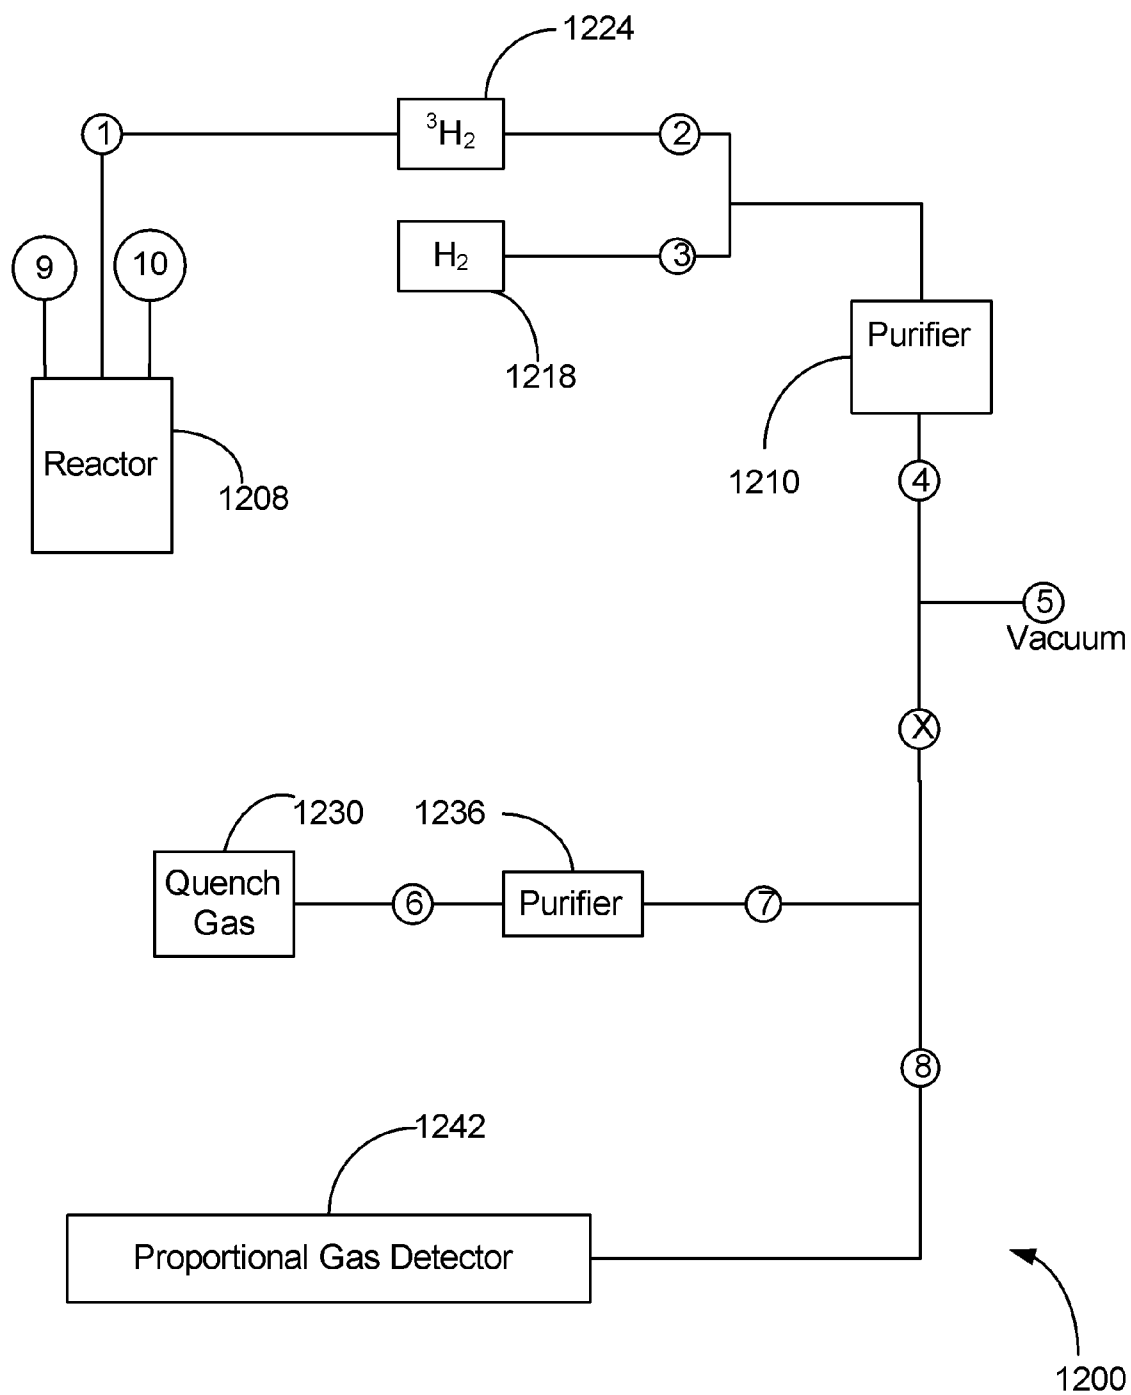 1224
1
³H₂
2
9
10
H₂
3
1218
Purifier
Reactor
1208
1210
4
5
Vacuum
X
1230
1236
Quench
Gas
6
Purifier
7
8
1242
Proportional Gas Detector
1200